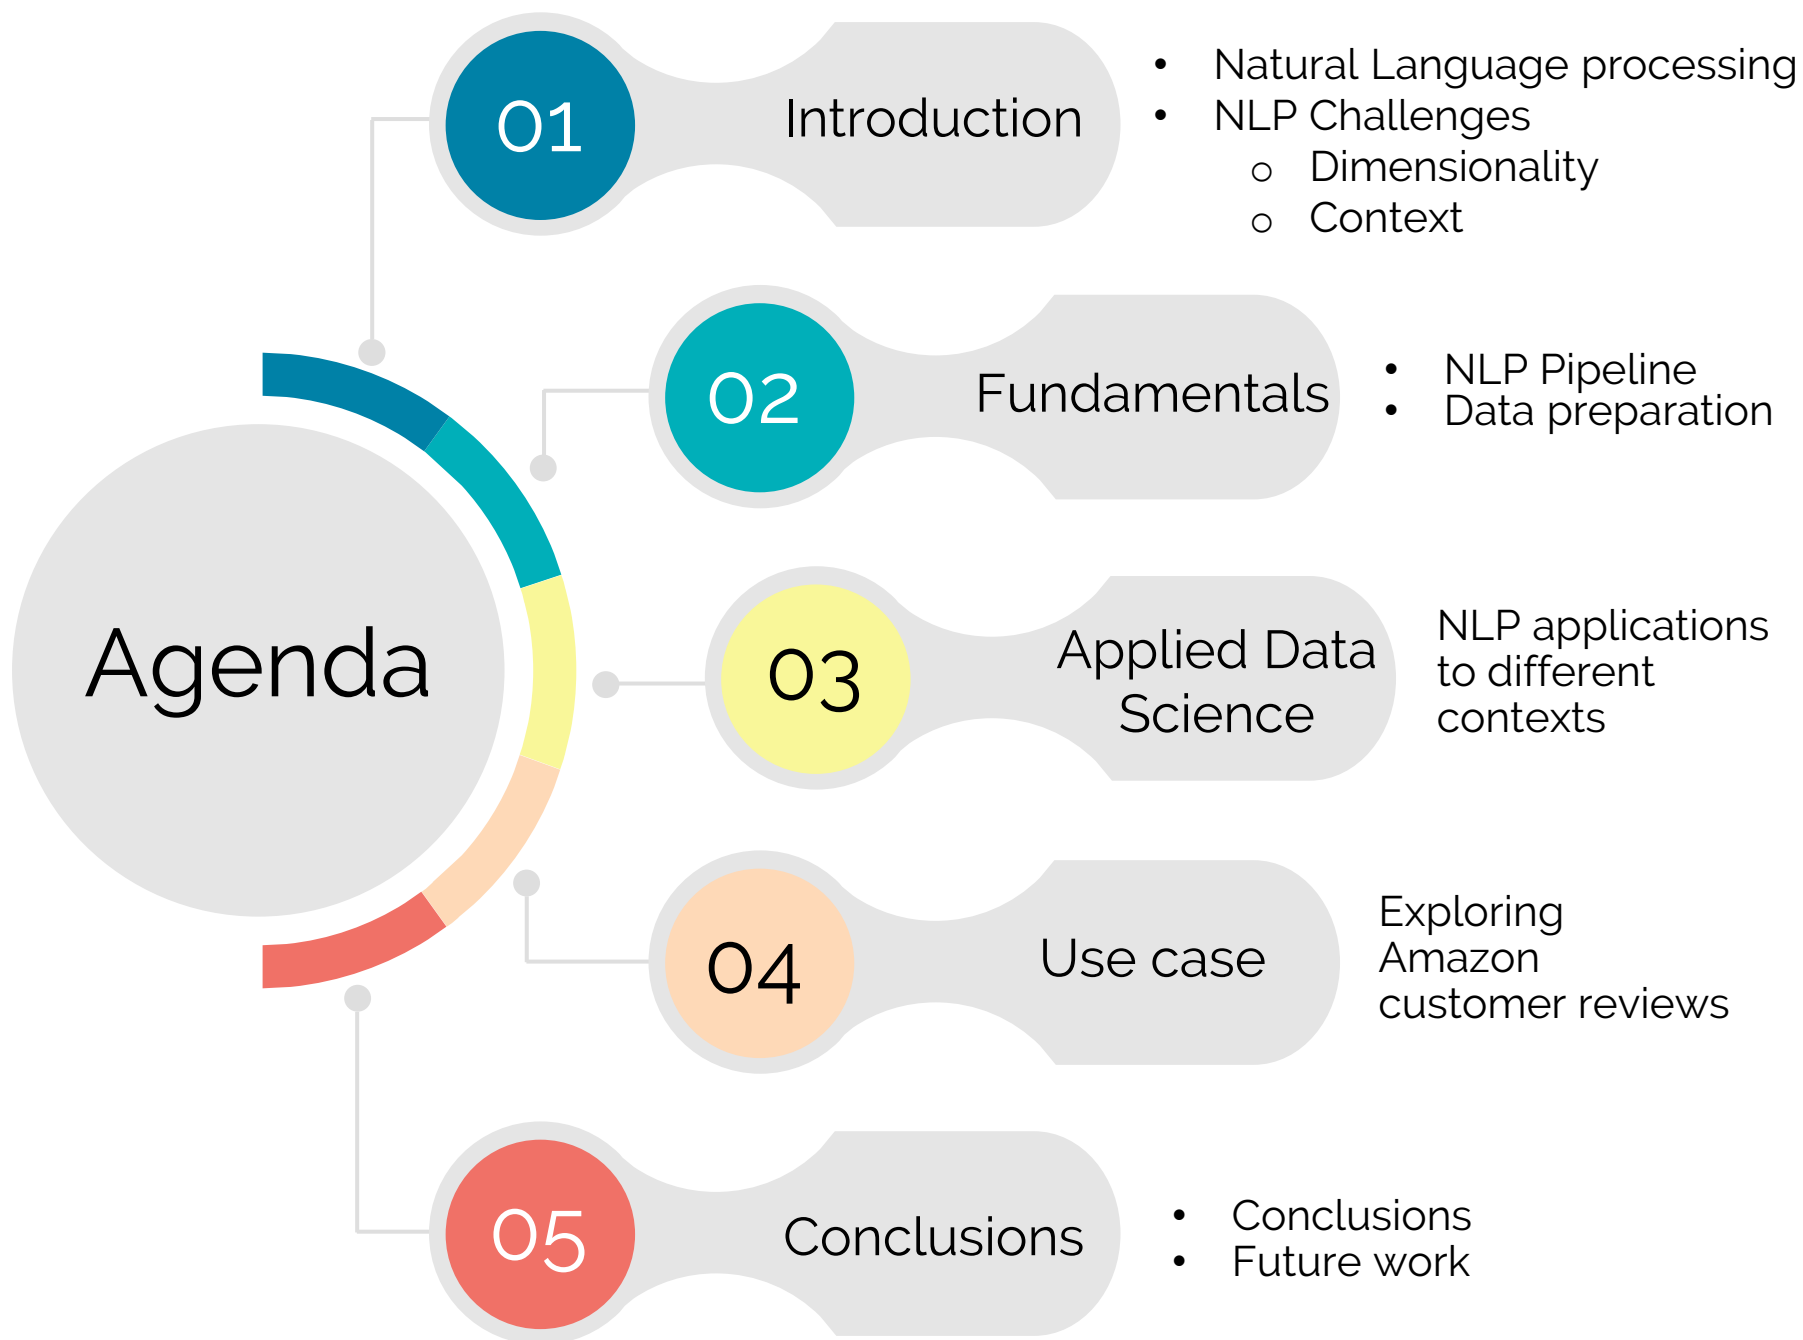 Agenda
01
Introduction
• Natural Language processing
• NLP Challenges
o Dimensionality
o Context
02
Fundamentals
• NLP Pipeline
• Data preparation
03
Applied Data
Science
NLP applications
to different
contexts
04
Use case
Exploring
Amazon
customer reviews
05
Conclusions
• Conclusions
• Future work